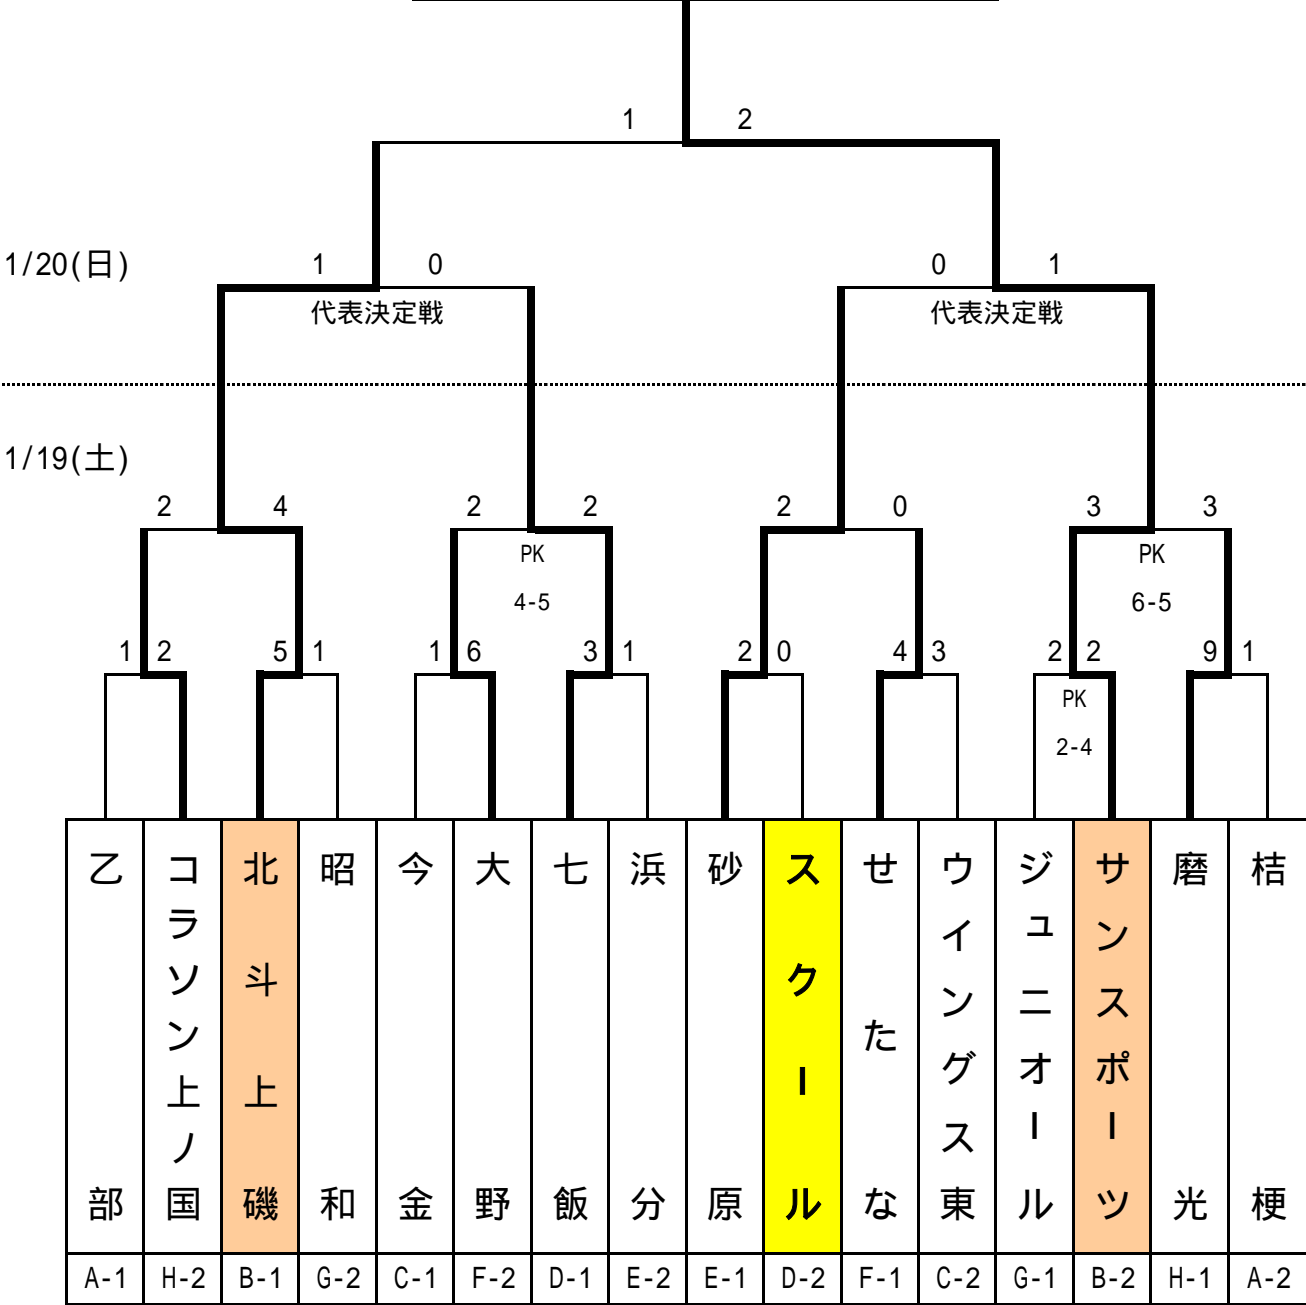 1 2
1/20(日)
1 0 0 1
代表決定戦 代表決定戦
1/19(土)
2 4 2 2 2 0 3 3
PK PK
4-5 6-5
1 2 5 1 1 6 3 1 2 0 4 3 2 2 9 1
PK
2-4
乙部
コラソン上ノ国
北斗上磯
昭和
今金
大野
七飯
浜分
砂原
スクール
せたな
ウイングス東
ジュニオール
サンスポーツ
磨光
桔梗
A-1 H-2 B-1 G-2 C-1 F-2 D-1 E-2 E-1 D-2 F-1 C-2 G-1 B-2 H-1 A-2